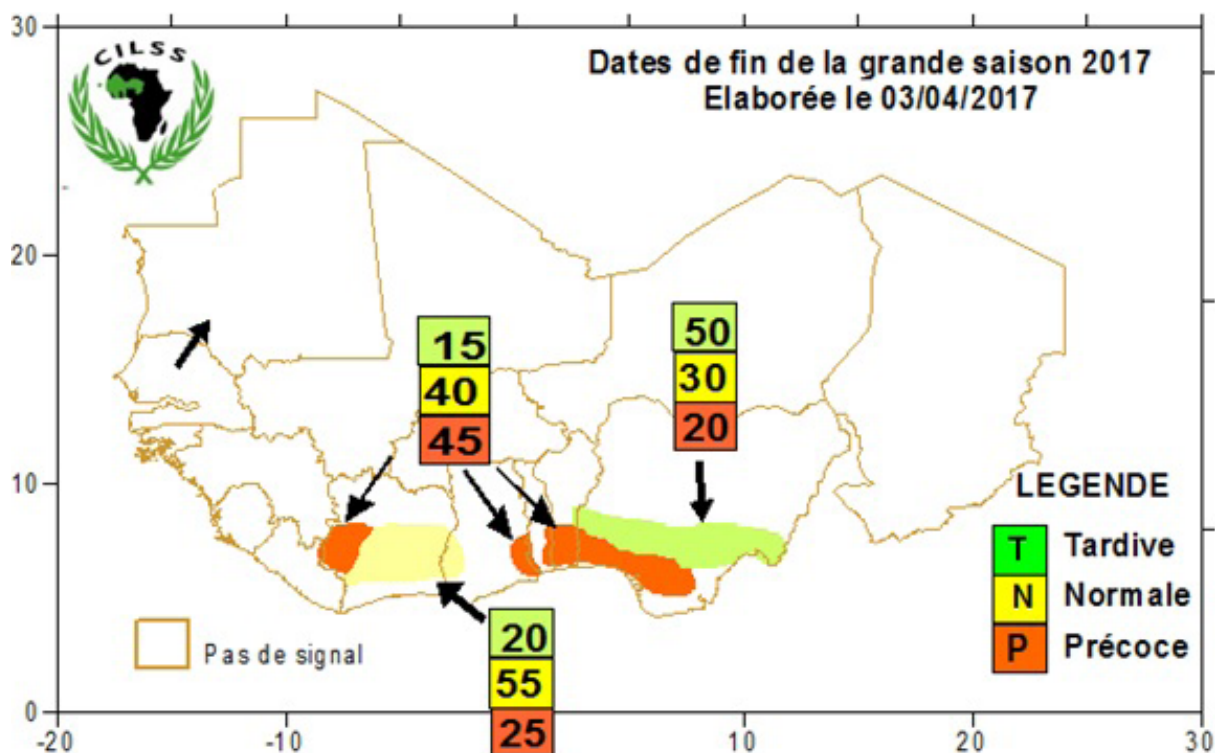 CILSS
Dates de fin de la grande saison 2017
Elaborée le 03/04/2017
30
20
10
0
-20
-10
10
20
30
15
40
45
50
30
20
20
55
25
LEGENDE
T Tardive
N Normale
P Précoce
Pas de signal